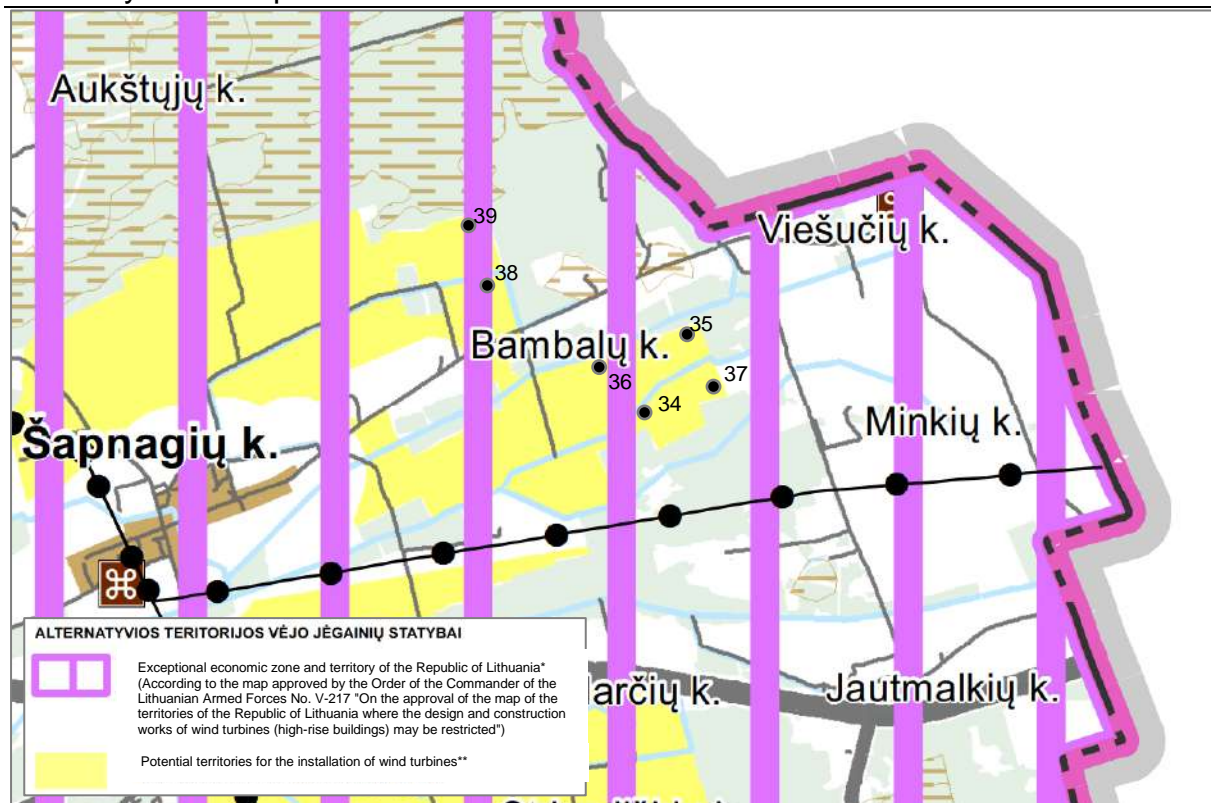 Aukštųjų k.
39
Viešučių k.
38
35
Bambalų k.
36
37
34
Minkių k.
Šapnagių k.
ALTERNATYVIOS TERITORIJOS VĖJO JĖGAINIŲ STATYBAI
Exceptional economic zone and territory of the Republic of Lithuania*
(According to the map approved by the Order of the Commander of the
Lithuanian Armed Forces No. V-217 "On the approval of the map of the
territories of the Republic of Lithuania where the design and construction
works of wind turbines (high-rise buildings) may be restricted")
Potential territories for the installation of wind turbines**
arčių k.
Jautmalkių k.